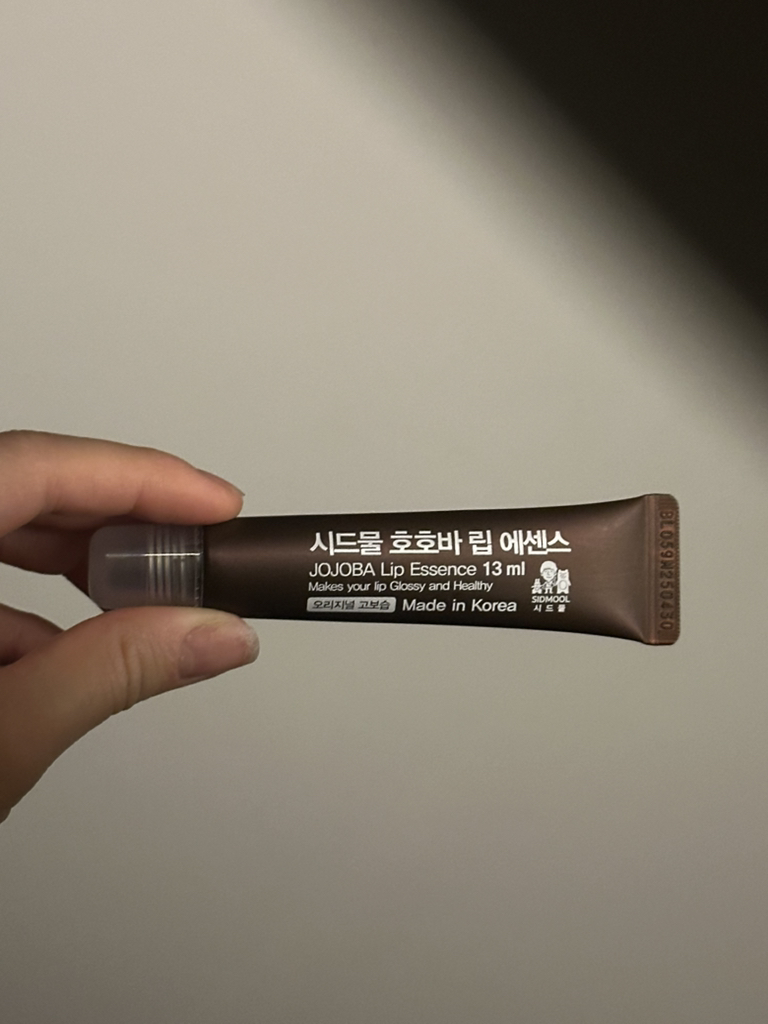 시드물 호호바 립 에센스
JOJOBA Lip Essence 13 ml
Makes your lip Glossy and Healthy
오리지널 고보습 Made in Korea
SIDMOOL
시드물
BL059W250430